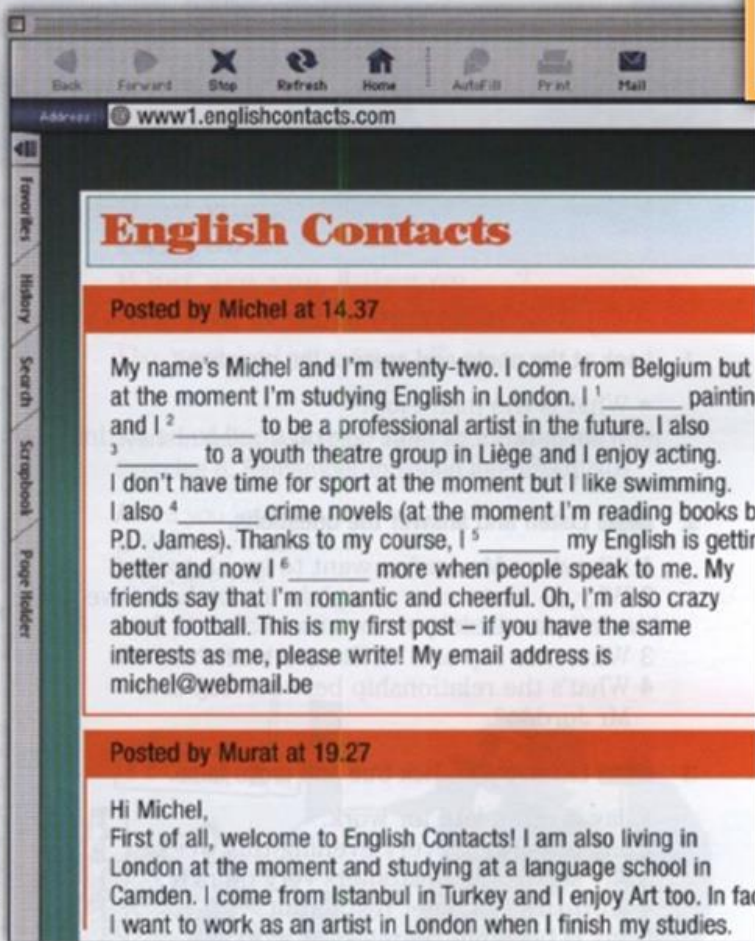 Back Forward Stop Refresh Home AutoFill Print Mail
Address: @ www1.englishcontacts.com
Favorites
History
Search
Scrapbook
Page Holder
English Contacts
Posted by Michel at 14.37
My name's Michel and I'm twenty-two. I come from Belgium but
at the moment I'm studying English in London. I ¹______ paintin
and I ²______ to be a professional artist in the future. I also
³______ to a youth theatre group in Liège and I enjoy acting.
I don't have time for sport at the moment but I like swimming.
I also ⁴______ crime novels (at the moment I'm reading books b
P.D. James). Thanks to my course, I ⁵______ my English is gettin
better and now I ⁶______ more when people speak to me. My
friends say that I'm romantic and cheerful. Oh, I'm also crazy
about football. This is my first post – if you have the same
interests as me, please write! My email address is
michel@webmail.be
Posted by Murat at 19.27
Hi Michel,
First of all, welcome to English Contacts! I am also living in
London at the moment and studying at a language school in
Camden. I come from Istanbul in Turkey and I enjoy Art too. In fac
I want to work as an artist in London when I finish my studies.